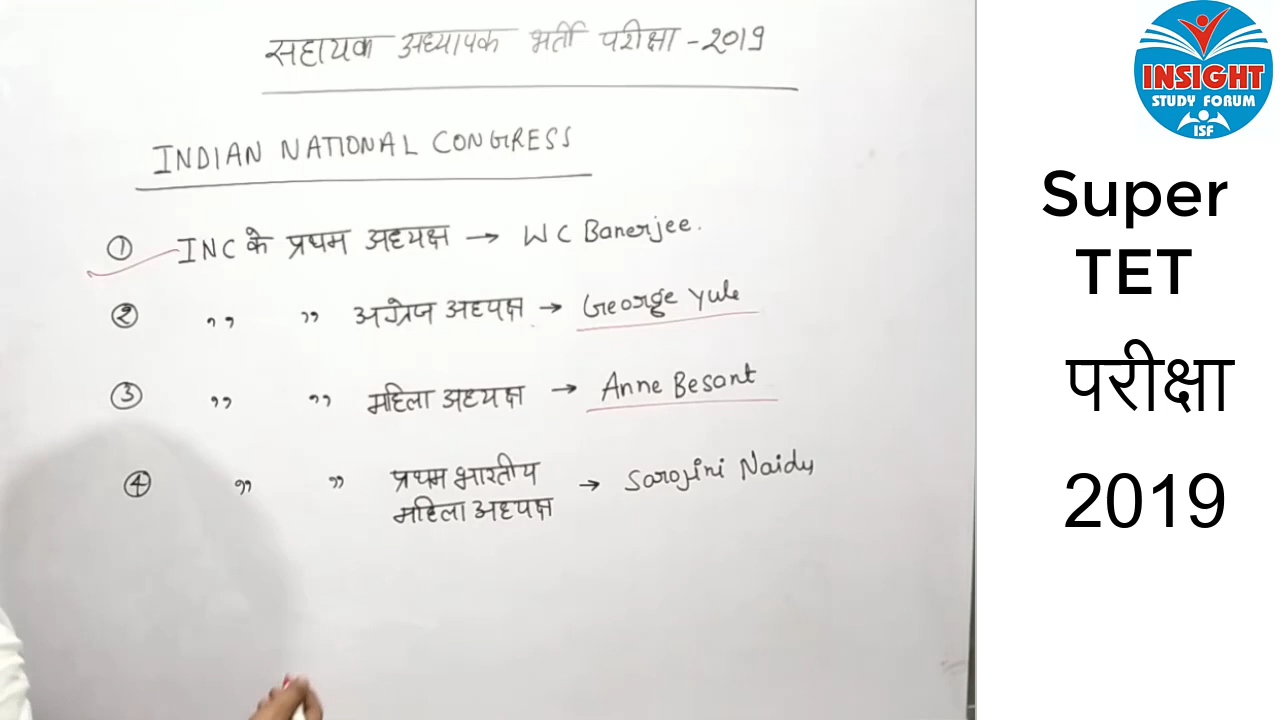 सहायक अध्यापक भर्ती परीक्षा - 2019
INDIAN NATIONAL CONGRESS
① INC के प्रथम अध्यक्ष → W C Banerjee.
② ,, ,, अग्रेज अध्यक्ष → George Yule
③ ,, ,, महिला अध्यक्ष → Anne Besant
④ ,, ,, प्रथम भारतीय
महिला अध्यक्ष → Sarojini Naidu
INSIGHT
STUDY FORUM
ISF
Super
TET
परीक्षा
2019